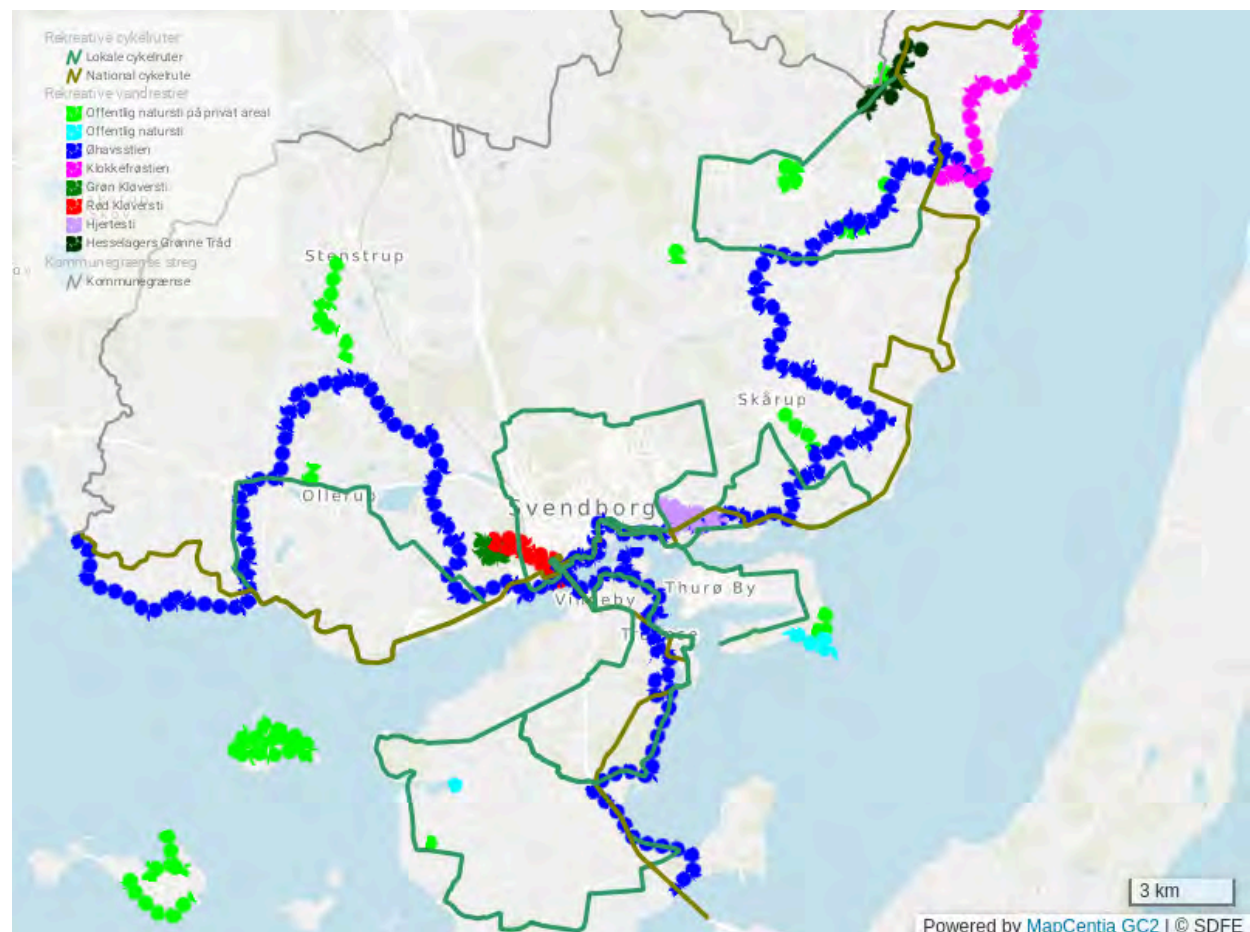 Rekreative cykelruter
Lokale cykelruter
National cykelrute
Rekreative vandrestier
Offentlig natursti på privat areal
Offentlig natursti
Øhavsstien
Klokkefrøstien
Grøn Kløversti
Rød Kløversti
Hjertesti
Hesselagers Grønne Tråd
Kommunegrænse streg
Kommunegrænse
Stenstrup
Skårup
Ollerup
Svendborg
Thurø By
3 km
Powered by MapCentia GC2 | © SDFE